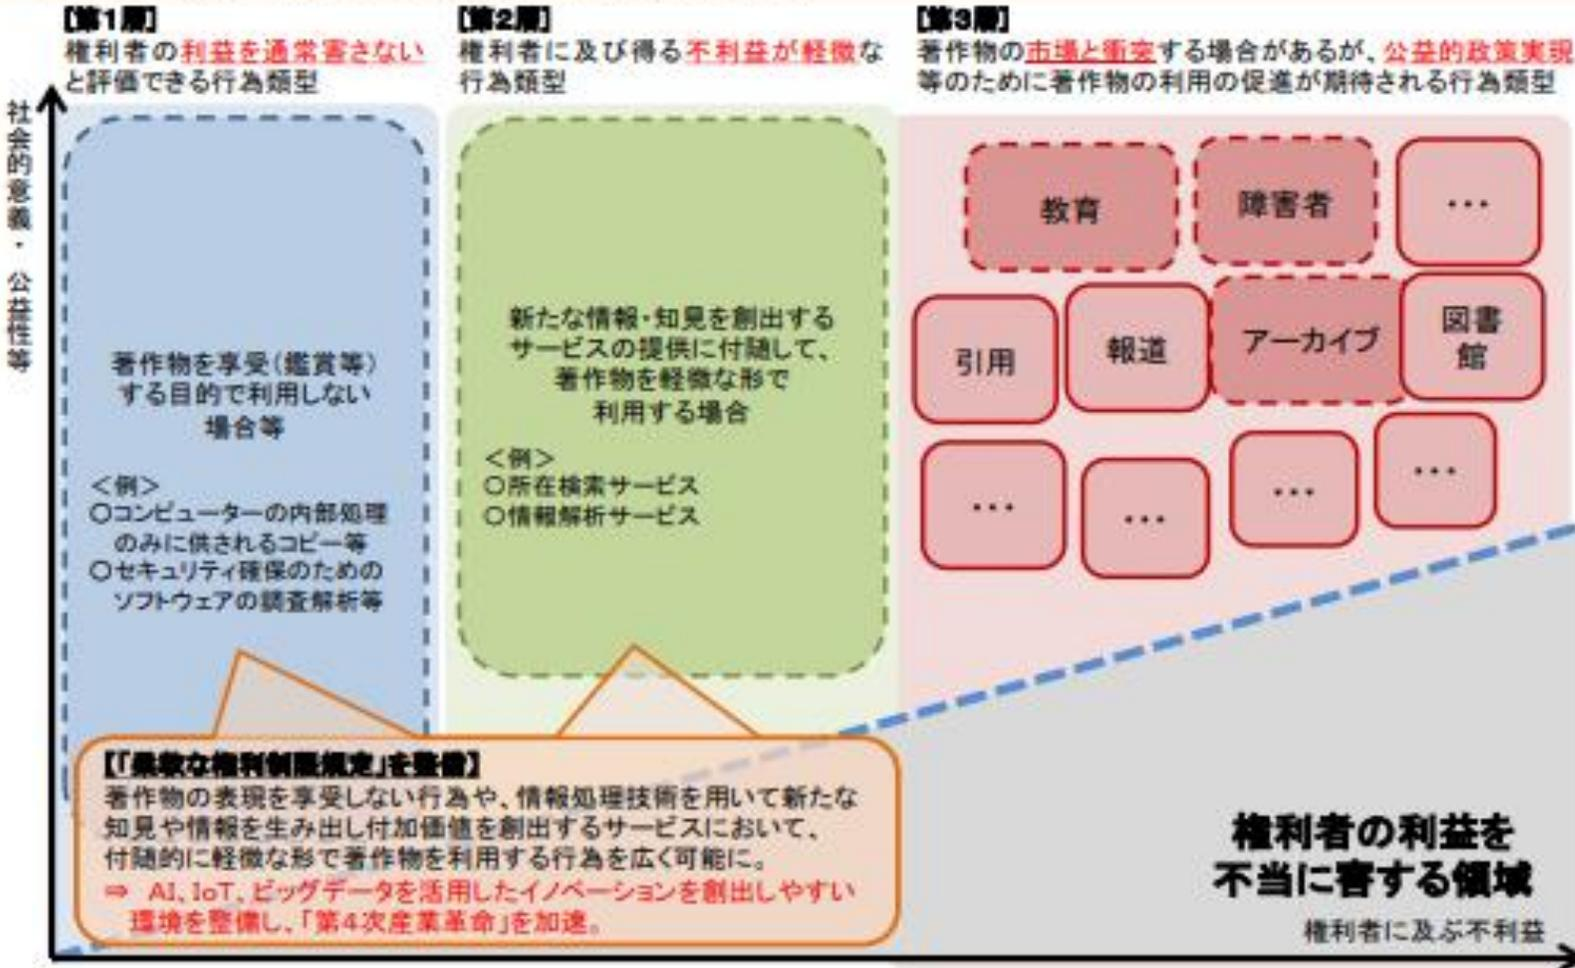 【第1層】
権利者の利益を通常害さない
と評価できる行為類型
【第2層】
権利者に及び得る不利益が軽微な
行為類型
【第3層】
著作物の市場と衝突する場合があるが、公益的政策実現
等のために著作物の利用の促進が期待される行為類型
社会的意義・公益性等
著作物を享受(鑑賞等)
する目的で利用しない
場合等
<例>
○コンピューターの内部処理
のみに供されるコピー等
○セキュリティ確保のための
ソフトウェアの調査解析等
新たな情報・知見を創出する
サービスの提供に付随して、
著作物を軽微な形で
利用する場合
<例>
○所在検索サービス
○情報解析サービス
教育
障害者
…
引用
報道
アーカイブ
図書
館
…
…
…
…
【「柔軟な権利制限規定」を整備】
著作物の表現を享受しない行為や、情報処理技術を用いて新たな
知見や情報を生み出し付加価値を創出するサービスにおいて、
付随的に軽微な形で著作物を利用する行為を広く可能に。
⇒ AI、IoT、ビッグデータを活用したイノベーションを創出しやすい
環境を整備し、「第4次産業革命」を加速。
権利者の利益を
不当に害する領域
権利者に及ぶ不利益